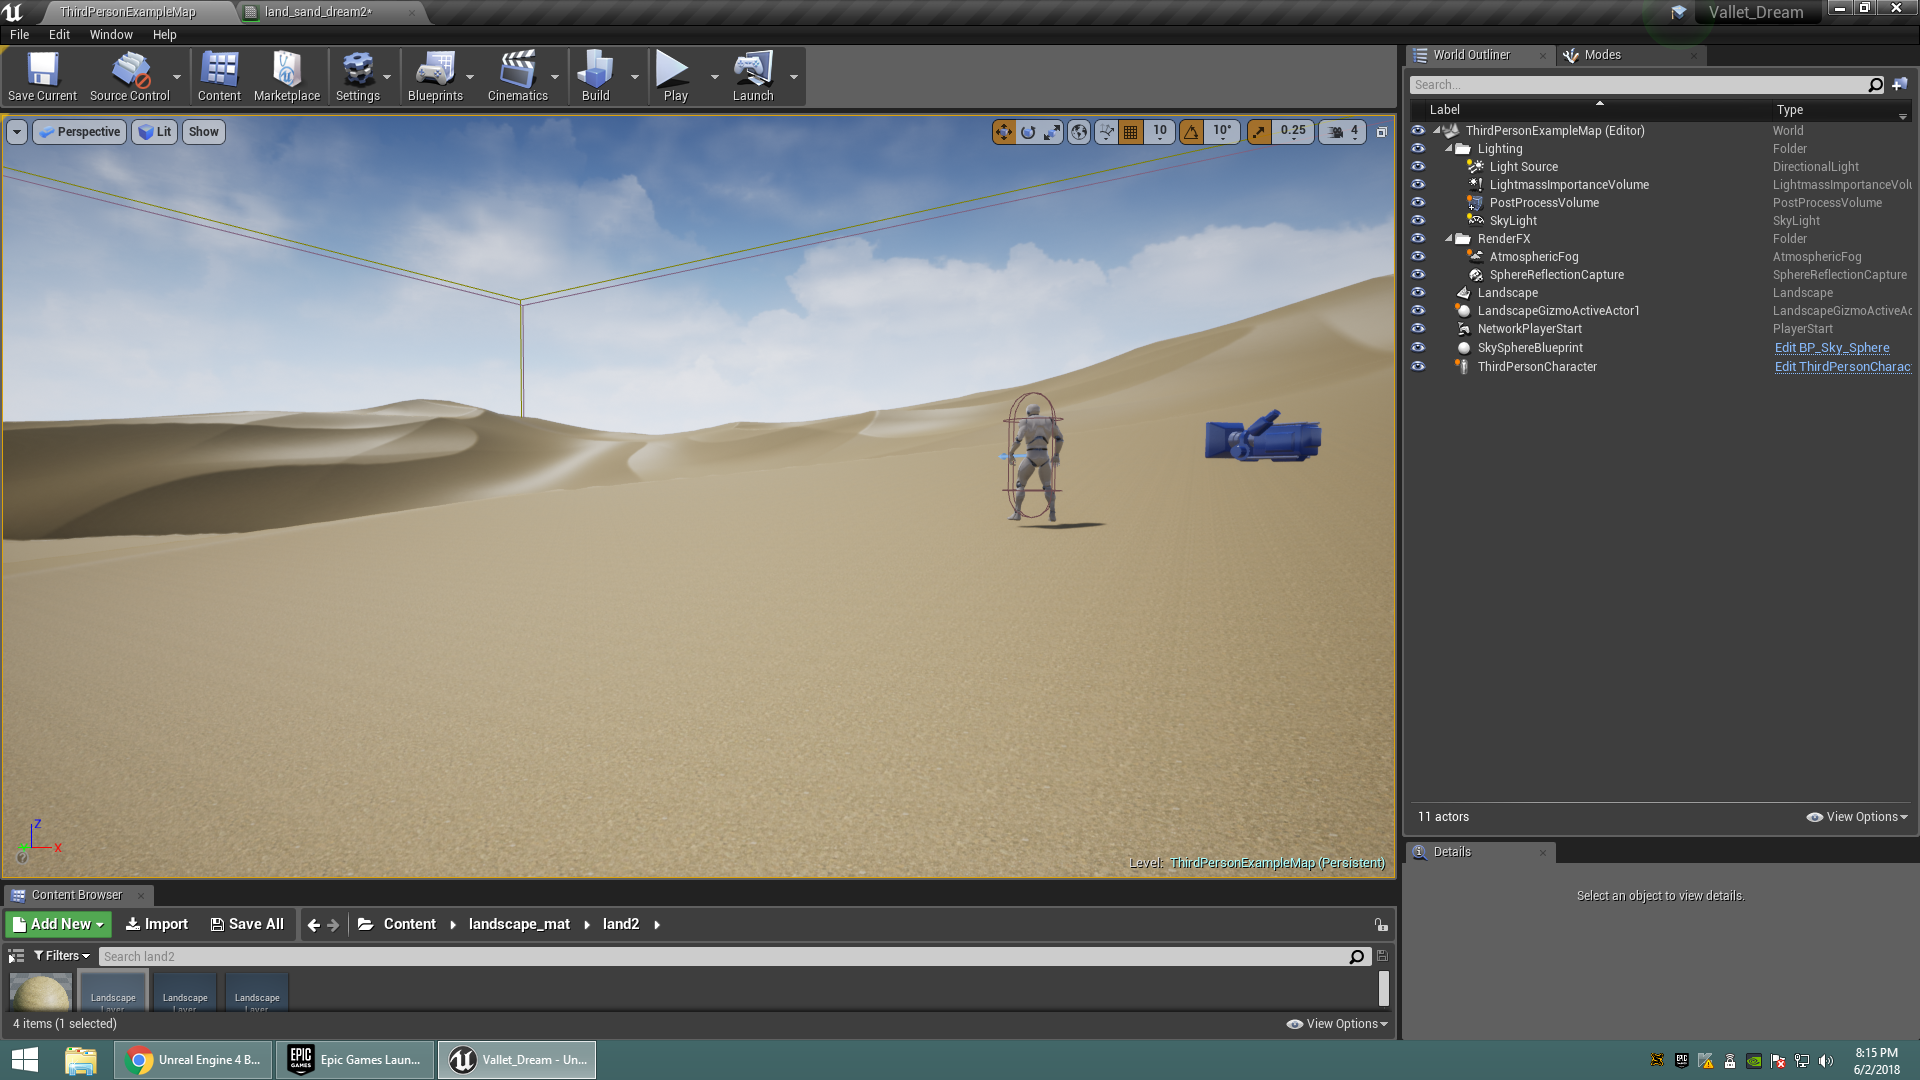 ThirdPersonExampleMap
land_sand_dream2*
Vallet_Dream
File Edit Window Help
Save Current
Source Control
Content
Marketplace
Settings
Blueprints
Cinematics
Build
Play
Launch
Perspective
Lit
Show
10
10°
0.25
4
Level: ThirdPersonExampleMap (Persistent)
Z
X
Y
?
World Outliner
Modes
Search...
Label Type
ThirdPersonExampleMap (Editor) World
Lighting Folder
Light Source DirectionalLight
LightmassImportanceVolume LightmassImportanceVolu
PostProcessVolume PostProcessVolume
SkyLight SkyLight
RenderFX Folder
AtmosphericFog AtmosphericFog
SphereReflectionCapture SphereReflectionCapture
Landscape Landscape
LandscapeGizmoActiveActor1 LandscapeGizmoActiveAc
NetworkPlayerStart PlayerStart
SkySphereBlueprint Edit BP_Sky_Sphere
ThirdPersonCharacter Edit ThirdPersonCharac
11 actors
View Options
Details
Select an object to view details.
Content Browser
Add New
Import
Save All
Content
landscape_mat
land2
Filters
Search land2
Landscape
Layer
Landscape
Layer
Landscape
Layer
4 items (1 selected)
View Options
Unreal Engine 4 B...
EPIC
GAMES
Epic Games Laun...
Vallet_Dream - Un...
8:15 PM
6/2/2018